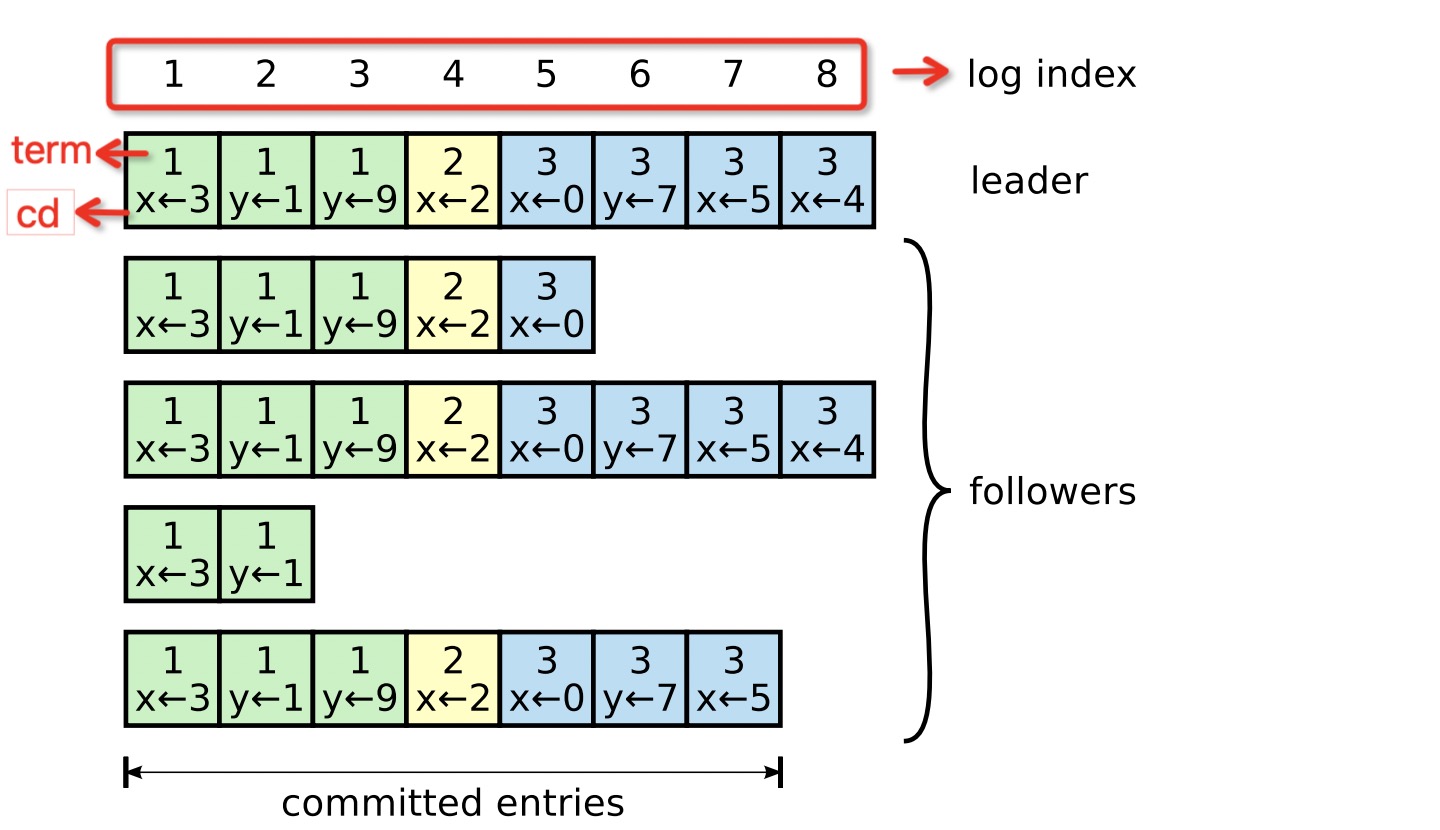 1 2 3 4 5 6 7 8 log index
term
cd
1 1 1 2 3 3 3 3
x←3 y←1 y←9 x←2 x←0 y←7 x←5 x←4
leader
1 1 1 2 3
x←3 y←1 y←9 x←2 x←0
1 1 1 2 3 3 3 3
x←3 y←1 y←9 x←2 x←0 y←7 x←5 x←4
followers
1 1
x←3 y←1
1 1 1 2 3 3 3
x←3 y←1 y←9 x←2 x←0 y←7 x←5
committed entries